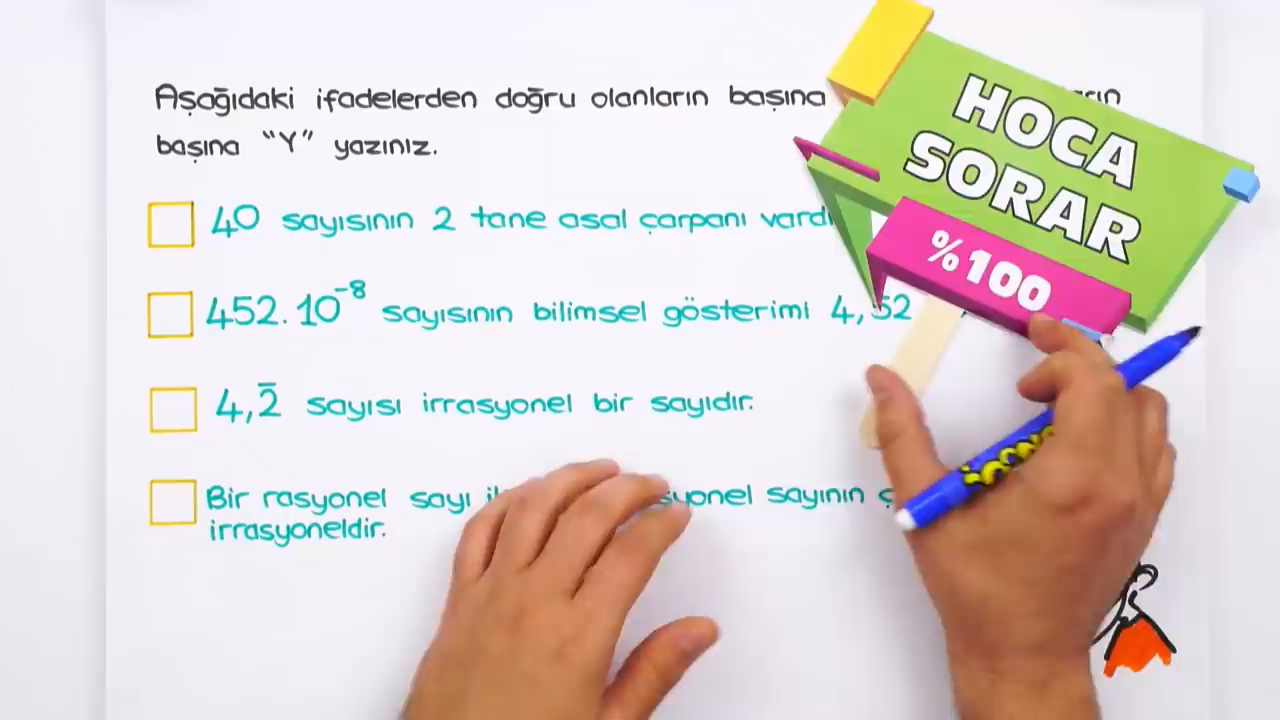 Aşağıdaki ifadelerden doğru olanların başına
başına "Y" yazınız.
40 sayısının 2 tane asal çarpanı vardı
452.10⁻⁸ sayısının bilimsel gösterimi 4,52
4,2̅ sayısı irrasyonel bir sayıdır.
Bir rasyonel sayı sayının
irrasyoneldir.
HOCA
SORAR
%100